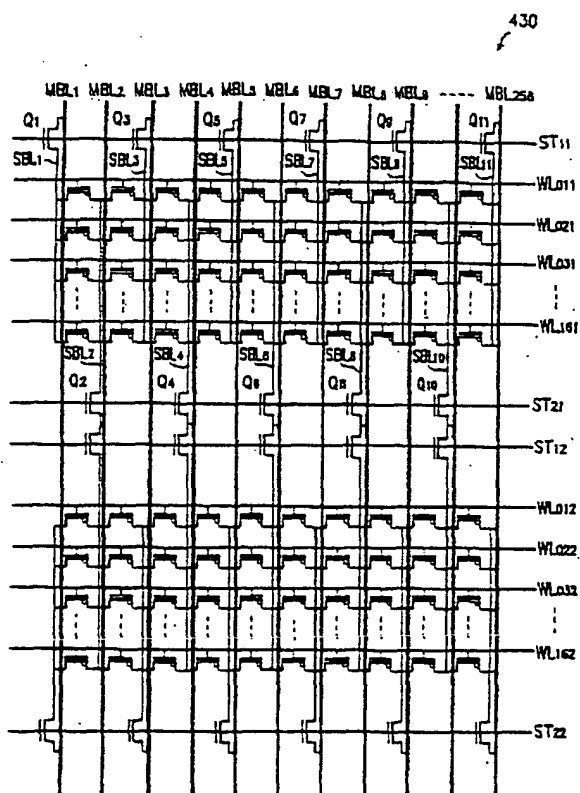 430
MBL1 MBL2 MBL3 MBL4 MBL5 MBL6 MBL7 MBL8 MBL9 ----- MBL256
Q1 Q3 Q5 Q7 Q9 Q11
ST11
SBL1 SBL3 SBL5 SBL7 SBL11
WL011
WL021
WL031
WL161
SBL2 SBL4 SBL6 SBL8 SBL10
Q2 Q4 Q6 Q8 Q10
ST21
ST12
WL012
WL022
WL032
WL162
ST22